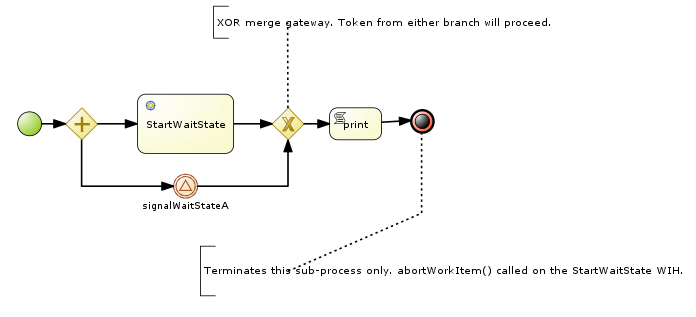 XOR merge gateway. Token from either branch will proceed.
StartWaitState
print
signalWaitStateA
Terminates this sub-process only. abortWorkItem() called on the StartWaitState WIH.